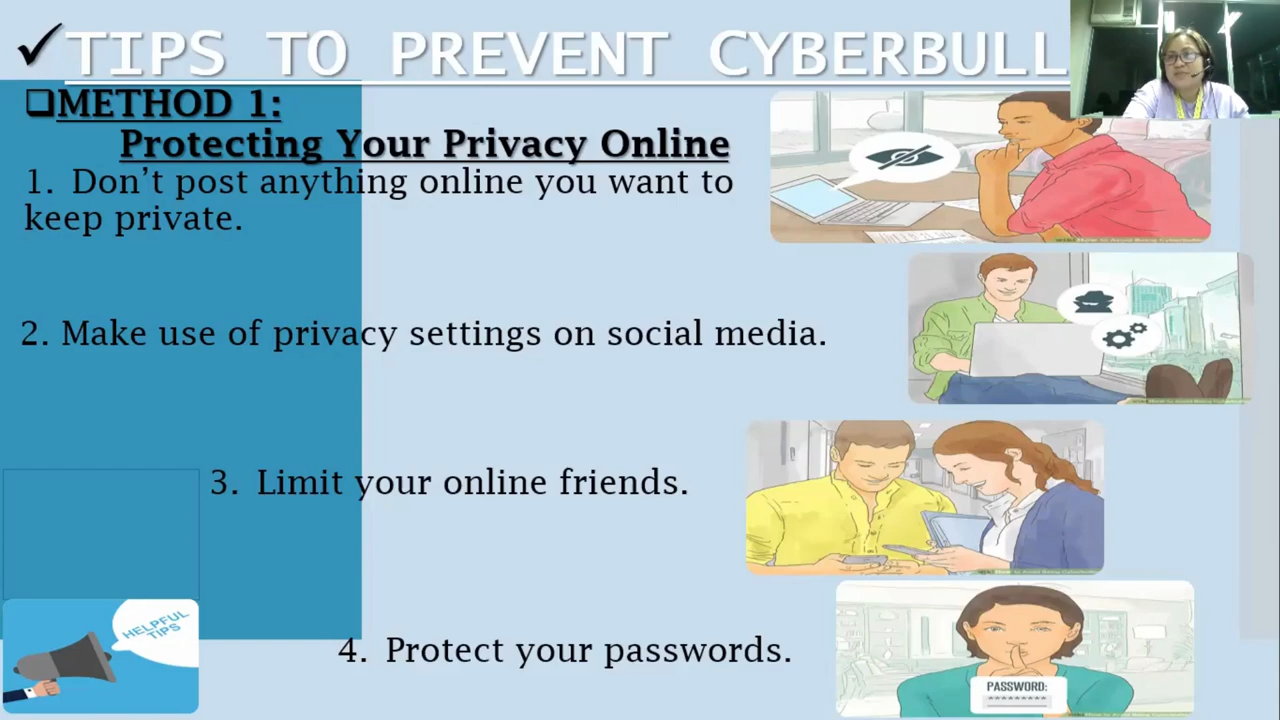 ✓TIPS TO PREVENT CYBERBULL
❑METHOD 1:
Protecting Your Privacy Online
1. Don't post anything online you want to
keep private.
2. Make use of privacy settings on social media.
3. Limit your online friends.
4. Protect your passwords.
HELPFUL
TIPS
PASSWORD:
*********